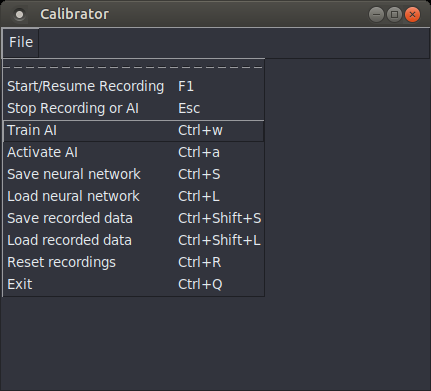 Calibrator
File
Start/Resume Recording F1
Stop Recording or AI Esc
Train AI Ctrl+w
Activate AI Ctrl+a
Save neural network Ctrl+S
Load neural network Ctrl+L
Save recorded data Ctrl+Shift+S
Load recorded data Ctrl+Shift+L
Reset recordings Ctrl+R
Exit Ctrl+Q